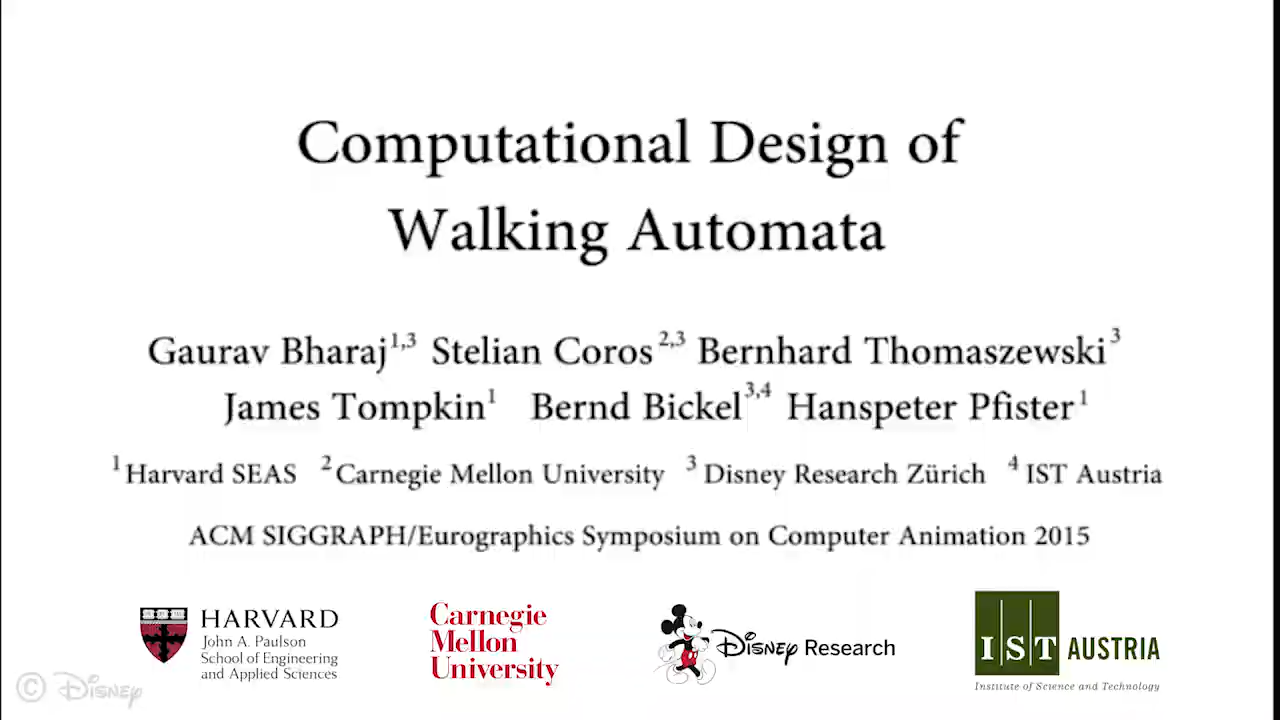 Computational Design of
Walking Automata
Gaurav Bharaj1,3 Stelian Coros2,3 Bernhard Thomaszewski3
James Tompkin1 Bernd Bickel3,4 Hanspeter Pfister1
1Harvard SEAS 2Carnegie Mellon University 3Disney Research Zürich 4IST Austria
ACM SIGGRAPH/Eurographics Symposium on Computer Animation 2015
HARVARD
John A. Paulson
School of Engineering
and Applied Sciences
Carnegie
Mellon
University
Disney Research
IST AUSTRIA
Institute of Science and Technology
© Disney